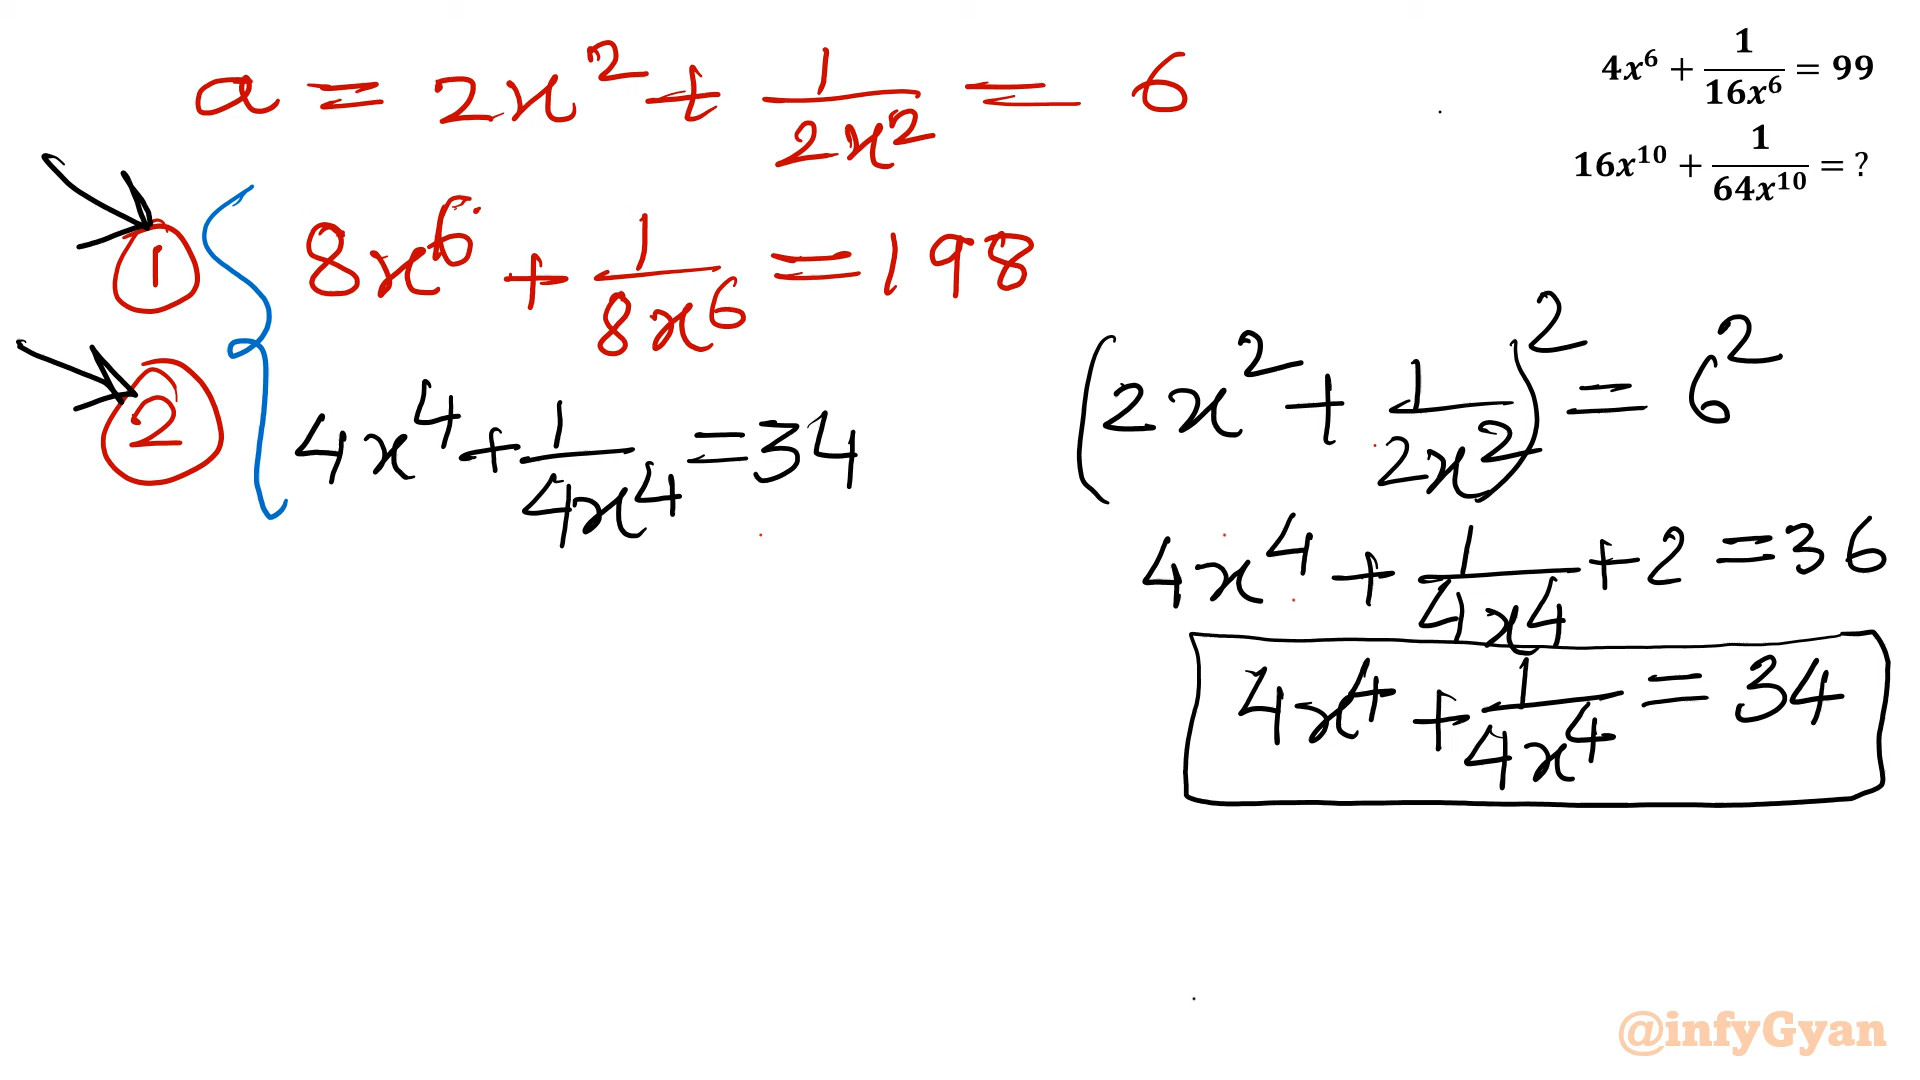 a = 2x² + 1/(2x²) = 6
4x⁶ + 1/(16x⁶) = 99
16x¹⁰ + 1/(64x¹⁰) = ?
① 8x⁶ + 1/(8x⁶) = 198
② 4x⁴ + 1/(4x⁴) = 34
(2x² + 1/(2x²))² = 6²
4x⁴ + 1/(4x⁴) + 2 = 36
4x⁴ + 1/(4x⁴) = 34
@infyGyan